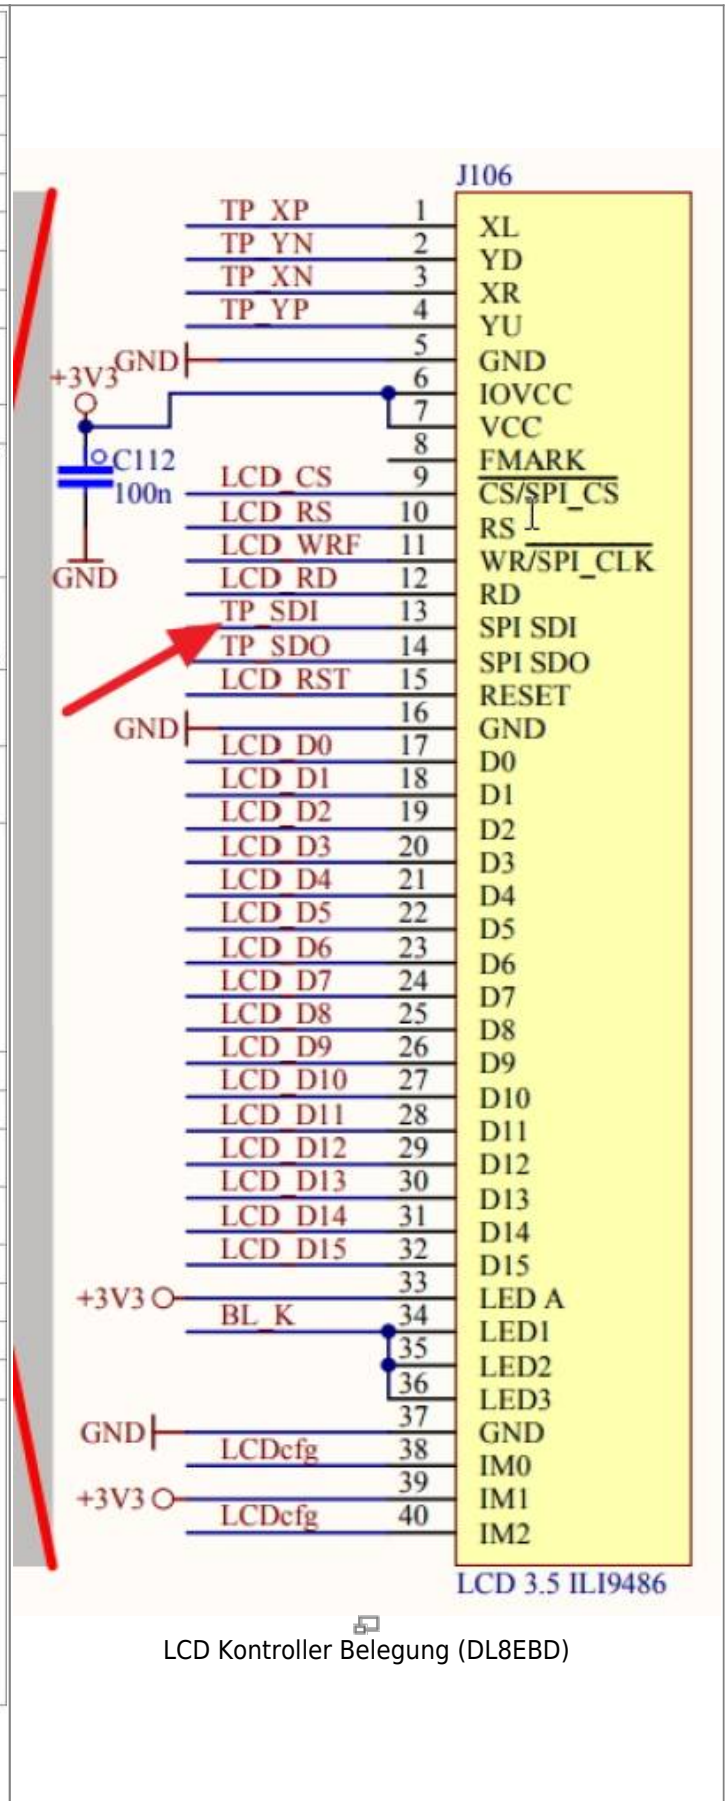 J106
TP_XP 1 XL
TP_YN 2 YD
TP_XN 3 XR
TP_YP 4 YU
GND 5 GND
+3V3 6 IOVCC
7 VCC
C112 8 FMARK
100n LCD_CS 9 CS/SPI_CS
LCD_RS 10 RS
LCD_WRF 11 WR/SPI_CLK
GND LCD_RD 12 RD
TP_SDI 13 SPI SDI
TP_SDO 14 SPI SDO
LCD_RST 15 RESET
GND 16 GND
LCD_D0 17 D0
LCD_D1 18 D1
LCD_D2 19 D2
LCD_D3 20 D3
LCD_D4 21 D4
LCD_D5 22 D5
LCD_D6 23 D6
LCD_D7 24 D7
LCD_D8 25 D8
LCD_D9 26 D9
LCD_D10 27 D10
LCD_D11 28 D11
LCD_D12 29 D12
LCD_D13 30 D13
LCD_D14 31 D14
LCD_D15 32 D15
+3V3 33 LED A
BL_K 34 LED1
35 LED2
36 LED3
GND 37 GND
LCDcfg 38 IM0
+3V3 39 IM1
LCDcfg 40 IM2
LCD 3.5 ILI9486
LCD Kontroller Belegung (DL8EBD)